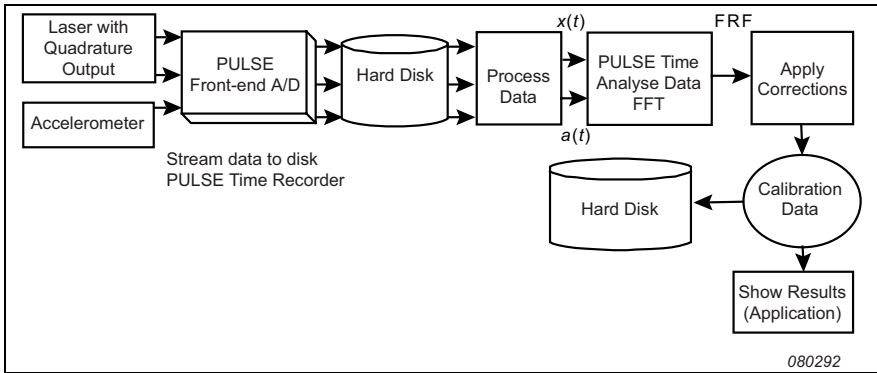 Laser with
Quadrature
Output
Accelerometer
PULSE
Front-end A/D
Stream data to disk
PULSE Time Recorder
Hard Disk
Process
Data
x(t)
a(t)
PULSE Time
Analyse Data
FFT
FRF
Apply
Corrections
Calibration
Data
Hard Disk
Show Results
(Application)
080292